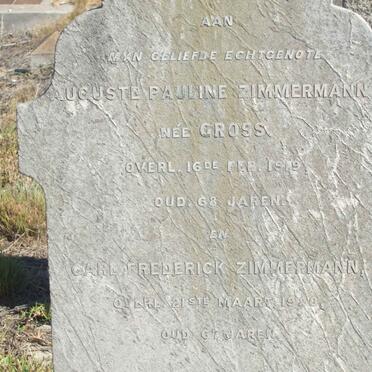 AAN
MYN GELIEFDE ECHTGENOTE
AUGUSTE PAULINE ZIMMERMANN
NÉE GROSS.
OVERL. 16DE FEB. 1919
OUD. 68 JAREN.
EN
CARL FREDERICK ZIMMERMANN,
OVERL. 21STE MAART
OUD JAREN